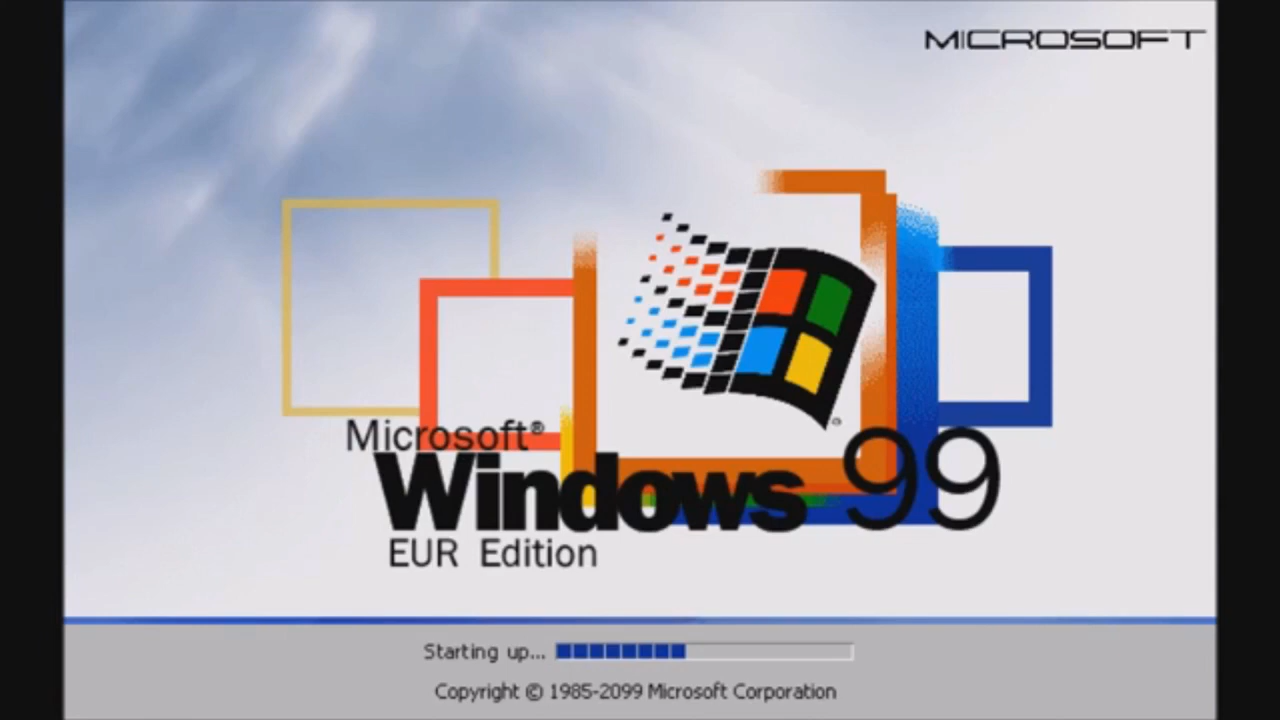 MICROSOFT
Microsoft®
Windows 99
EUR Edition
Starting up...
Copyright © 1985-2099 Microsoft Corporation